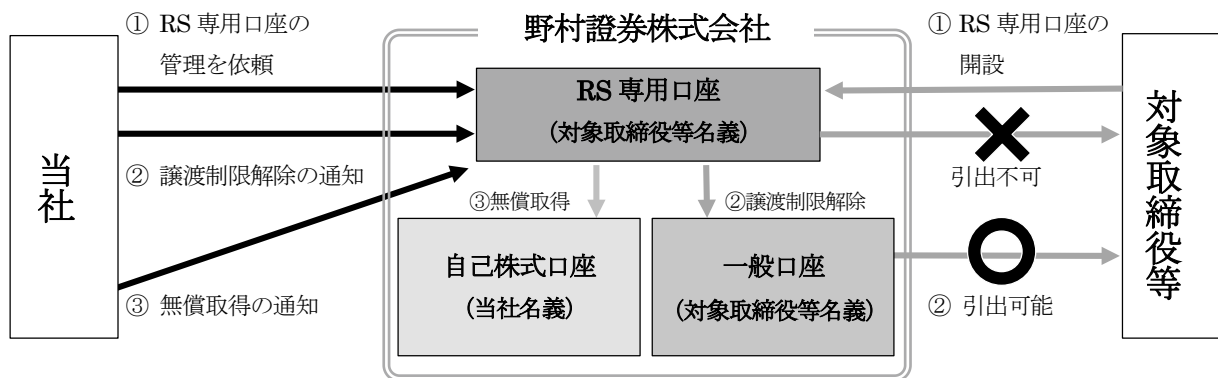 ① RS 専用口座の
管理を依頼
野村證券株式会社
① RS 専用口座の
開設
当社
RS 専用口座
(対象取締役等名義)
対象取締役等
② 譲渡制限解除の通知
引出不可
③無償取得
②譲渡制限解除
自己株式口座
(当社名義)
一般口座
(対象取締役等名義)
③ 無償取得の通知
② 引出可能